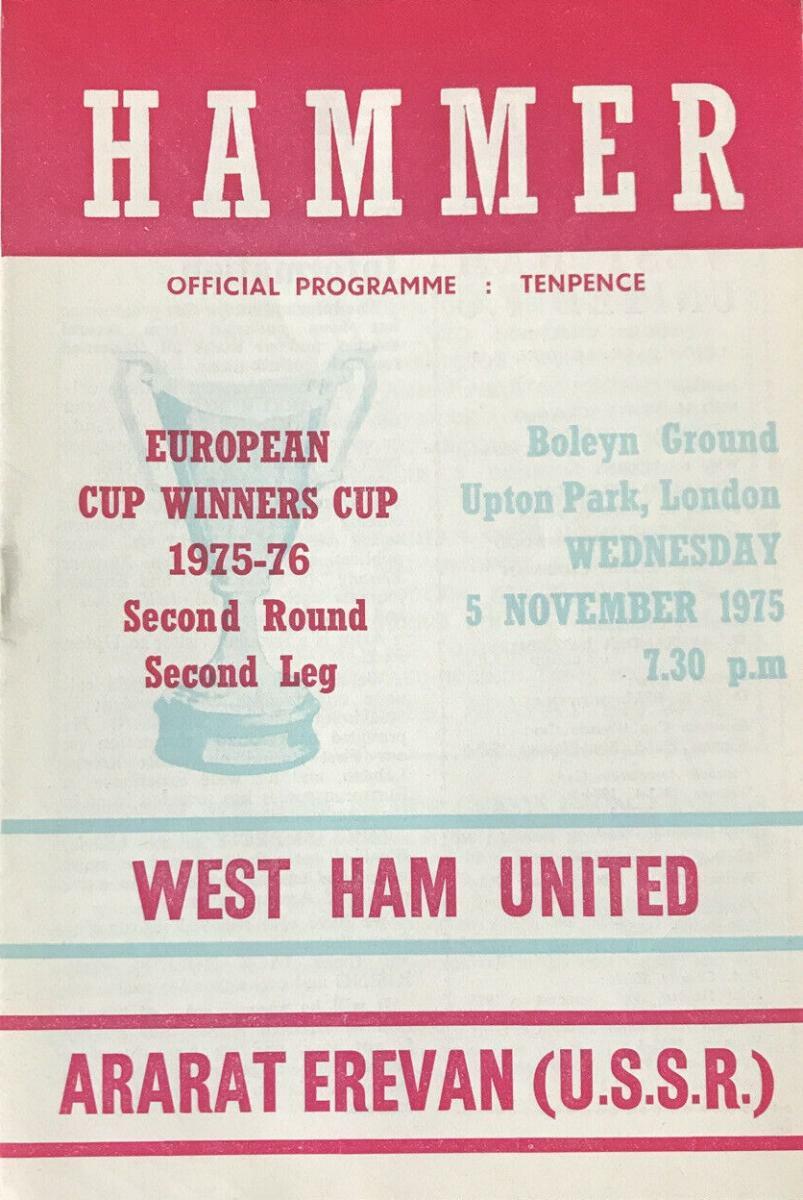 HAMMER
OFFICIAL PROGRAMME : TENPENCE
EUROPEAN
CUP WINNERS CUP
1975-76
Second Round
Second Leg
Boleyn Ground
Upton Park, London
WEDNESDAY
5 NOVEMBER 1975
7.30 p.m
WEST HAM UNITED
ARARAT EREVAN (U.S.S.R.)